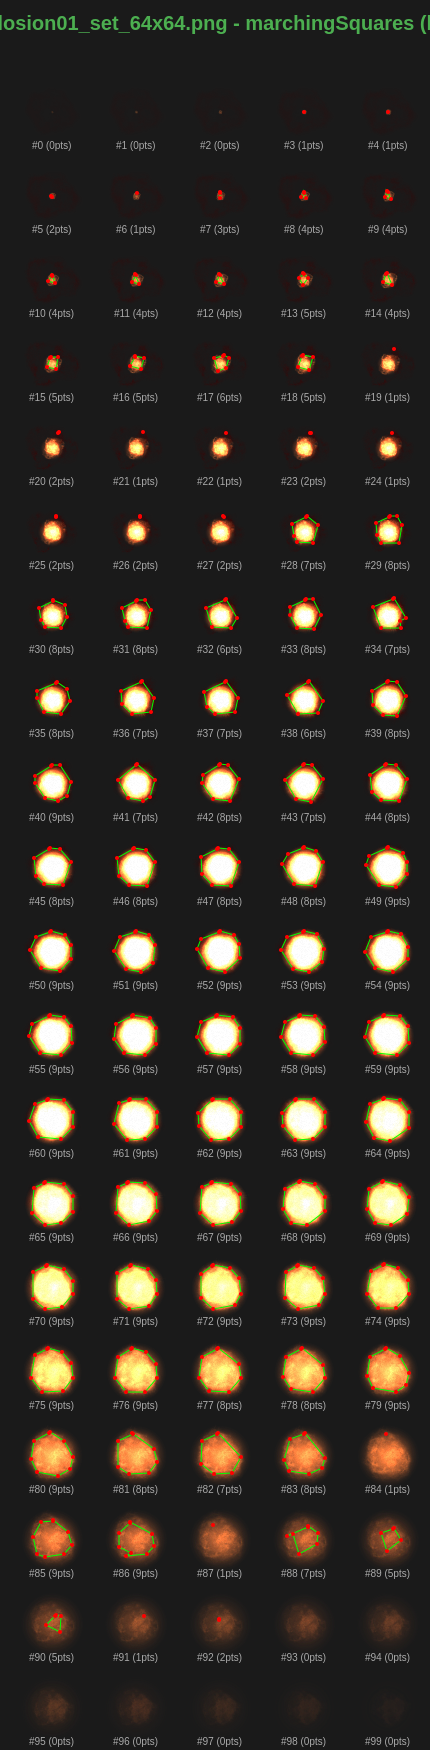 losion01_set_64x64.png - marchingSquares (
#0 (0pts) #1 (0pts) #2 (0pts) #3 (1pts) #4 (1pts)
#5 (2pts) #6 (1pts) #7 (3pts) #8 (4pts) #9 (4pts)
#10 (4pts) #11 (4pts) #12 (4pts) #13 (5pts) #14 (4pts)
#15 (5pts) #16 (5pts) #17 (6pts) #18 (5pts) #19 (1pts)
#20 (2pts) #21 (1pts) #22 (1pts) #23 (2pts) #24 (1pts)
#25 (2pts) #26 (2pts) #27 (2pts) #28 (7pts) #29 (8pts)
#30 (8pts) #31 (8pts) #32 (6pts) #33 (8pts) #34 (7pts)
#35 (8pts) #36 (7pts) #37 (7pts) #38 (6pts) #39 (8pts)
#40 (9pts) #41 (7pts) #42 (8pts) #43 (7pts) #44 (8pts)
#45 (8pts) #46 (8pts) #47 (8pts) #48 (8pts) #49 (9pts)
#50 (9pts) #51 (9pts) #52 (9pts) #53 (9pts) #54 (9pts)
#55 (9pts) #56 (9pts) #57 (9pts) #58 (9pts) #59 (9pts)
#60 (9pts) #61 (9pts) #62 (9pts) #63 (9pts) #64 (9pts)
#65 (9pts) #66 (9pts) #67 (9pts) #68 (9pts) #69 (9pts)
#70 (9pts) #71 (9pts) #72 (9pts) #73 (9pts) #74 (9pts)
#75 (9pts) #76 (9pts) #77 (8pts) #78 (8pts) #79 (9pts)
#80 (9pts) #81 (8pts) #82 (7pts) #83 (8pts) #84 (1pts)
#85 (9pts) #86 (9pts) #87 (1pts) #88 (7pts) #89 (5pts)
#90 (5pts) #91 (1pts) #92 (2pts) #93 (0pts) #94 (0pts)
#95 (0pts) #96 (0pts) #97 (0pts) #98 (0pts) #99 (0pts)